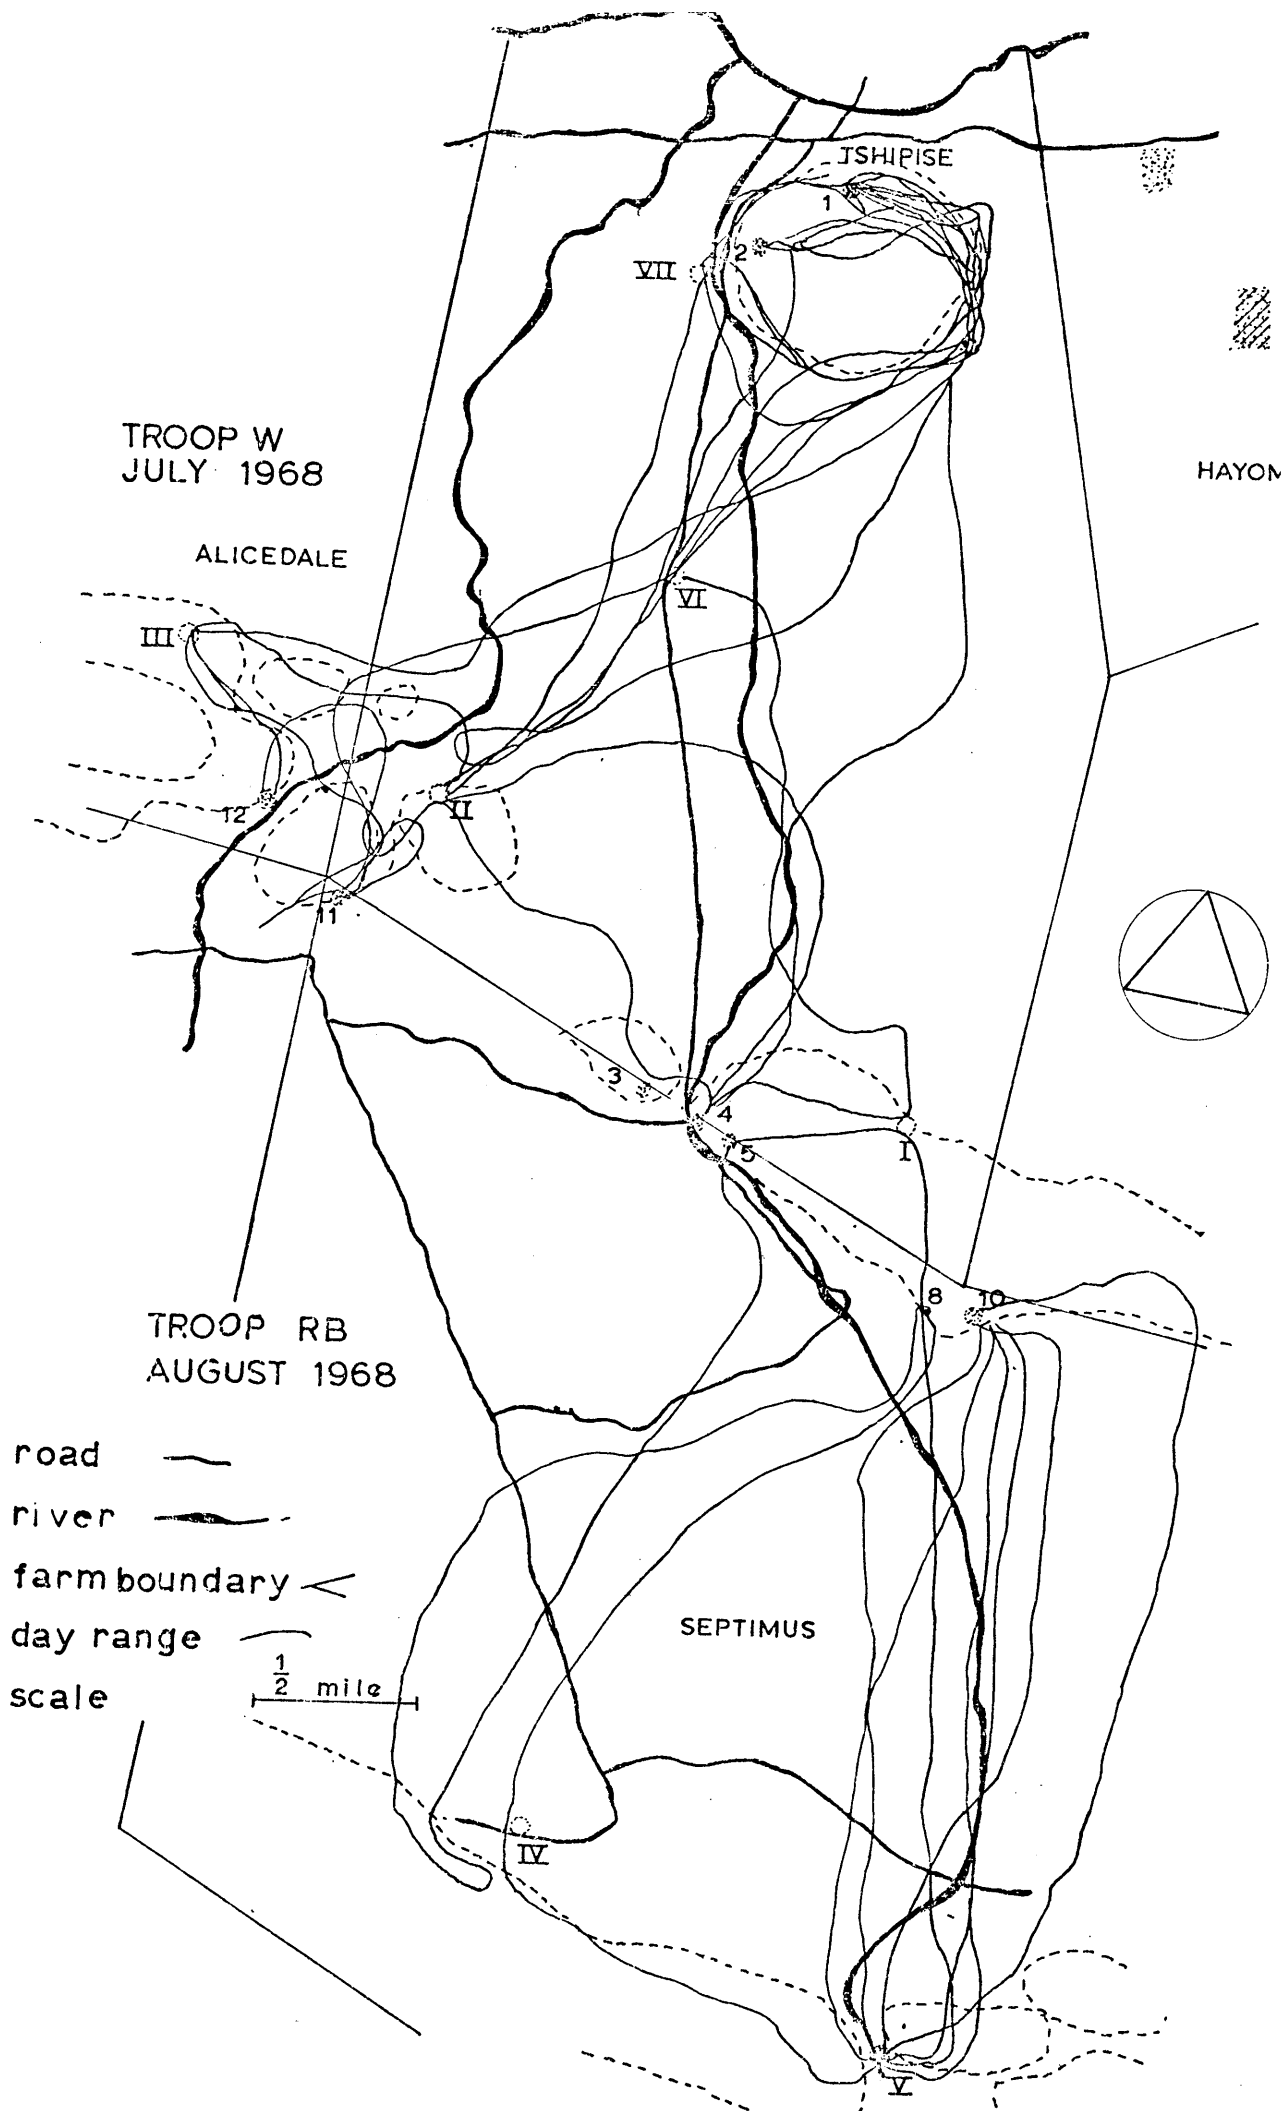 TSHIPISE
1
2
VII
TROOP W
JULY 1968
HAYOM
ALICEDALE
VI
III
II
12
11
3
4
5
I
8
10
TROOP RB
AUGUST 1968
road
river
farm boundary
day range
SEPTIMUS
1/2 mile
scale
IV
V